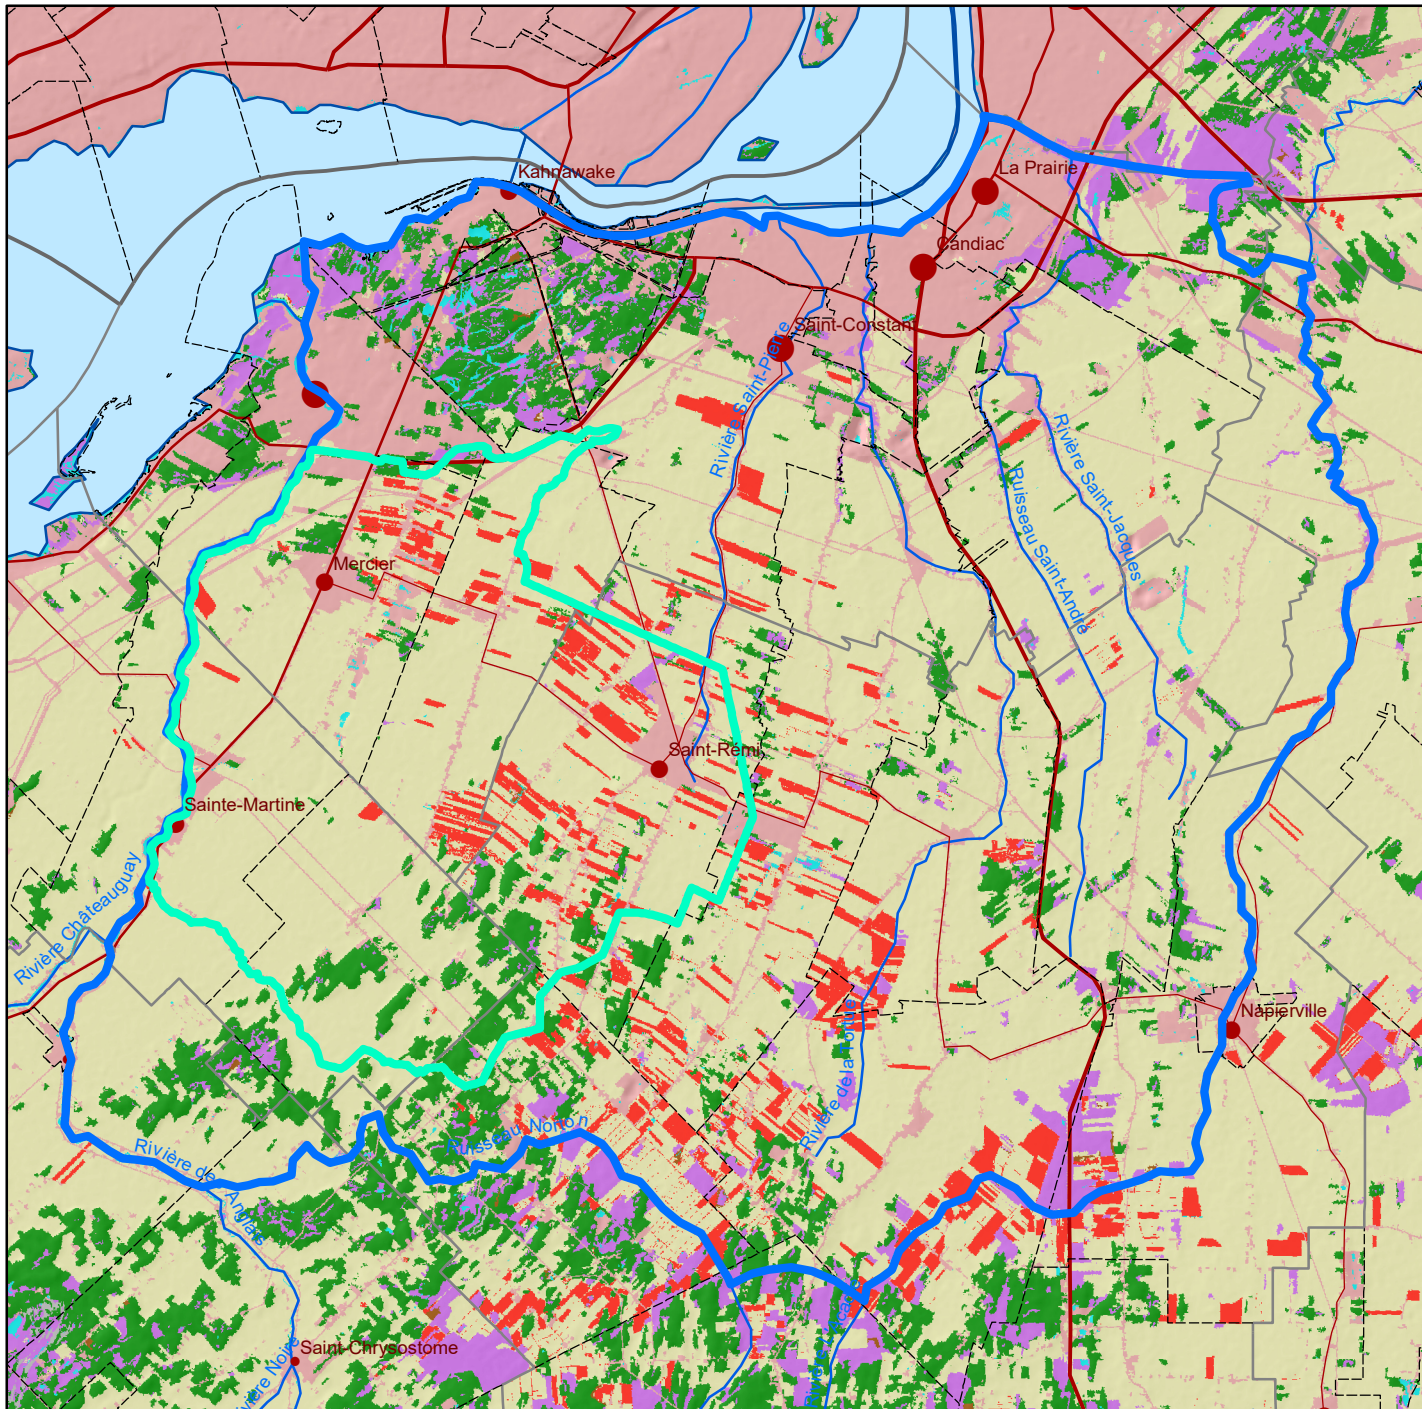 Kahnawake
La Prairie
Candiac
Saint-Constant
Rivière Saint-Pierre
Rivière Saint-Jacques
Ruisseau Saint-André
Mercier
Saint-Rémi
Sainte-Martine
Rivière Châteauguay
Napierville
Rivière de la Tortue
Ruisseau Norton
Rivière des Anglais
Saint-Chrysostome
Rivière Noire